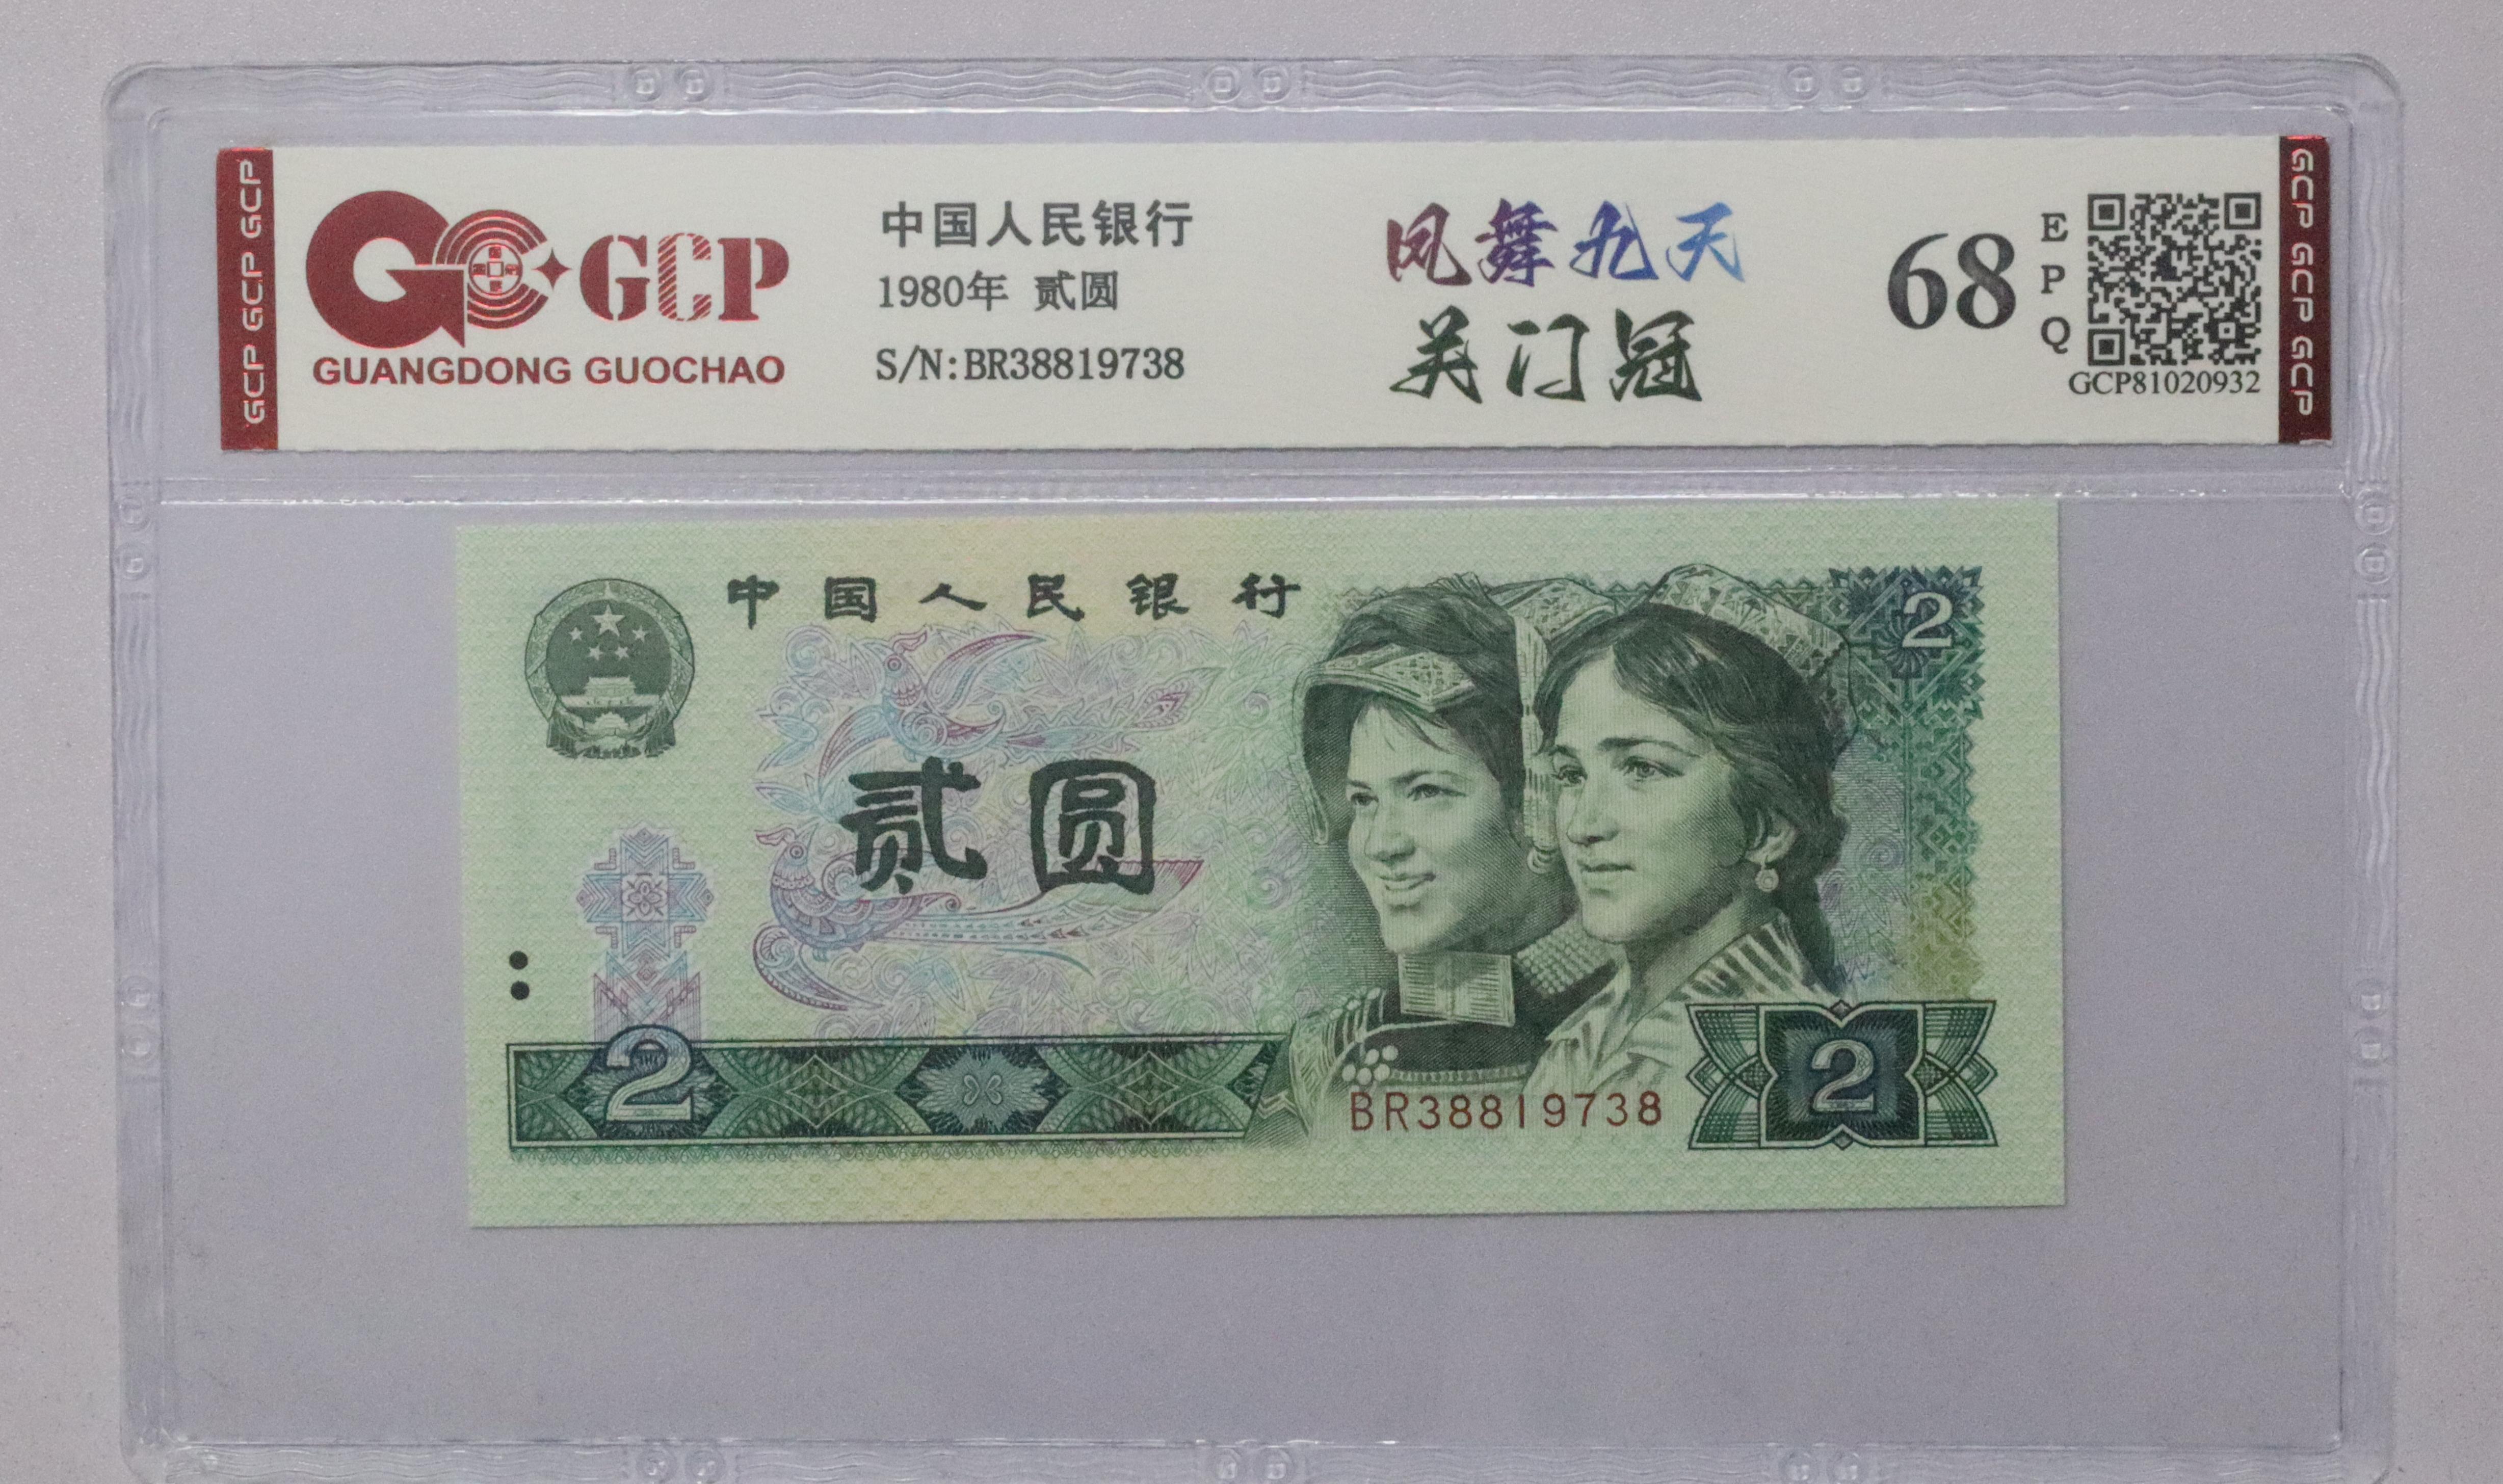 GCP GCP GCP
GCP
GUANGDONG GUOCHAO
中国人民银行
1980年 贰圆
S/N:BR38819738
凤舞九天
关门冠
68
EPQ
GCP81020932
GCP GCP GCP
中国人民银行
2
贰圆
2
BR38819738
2